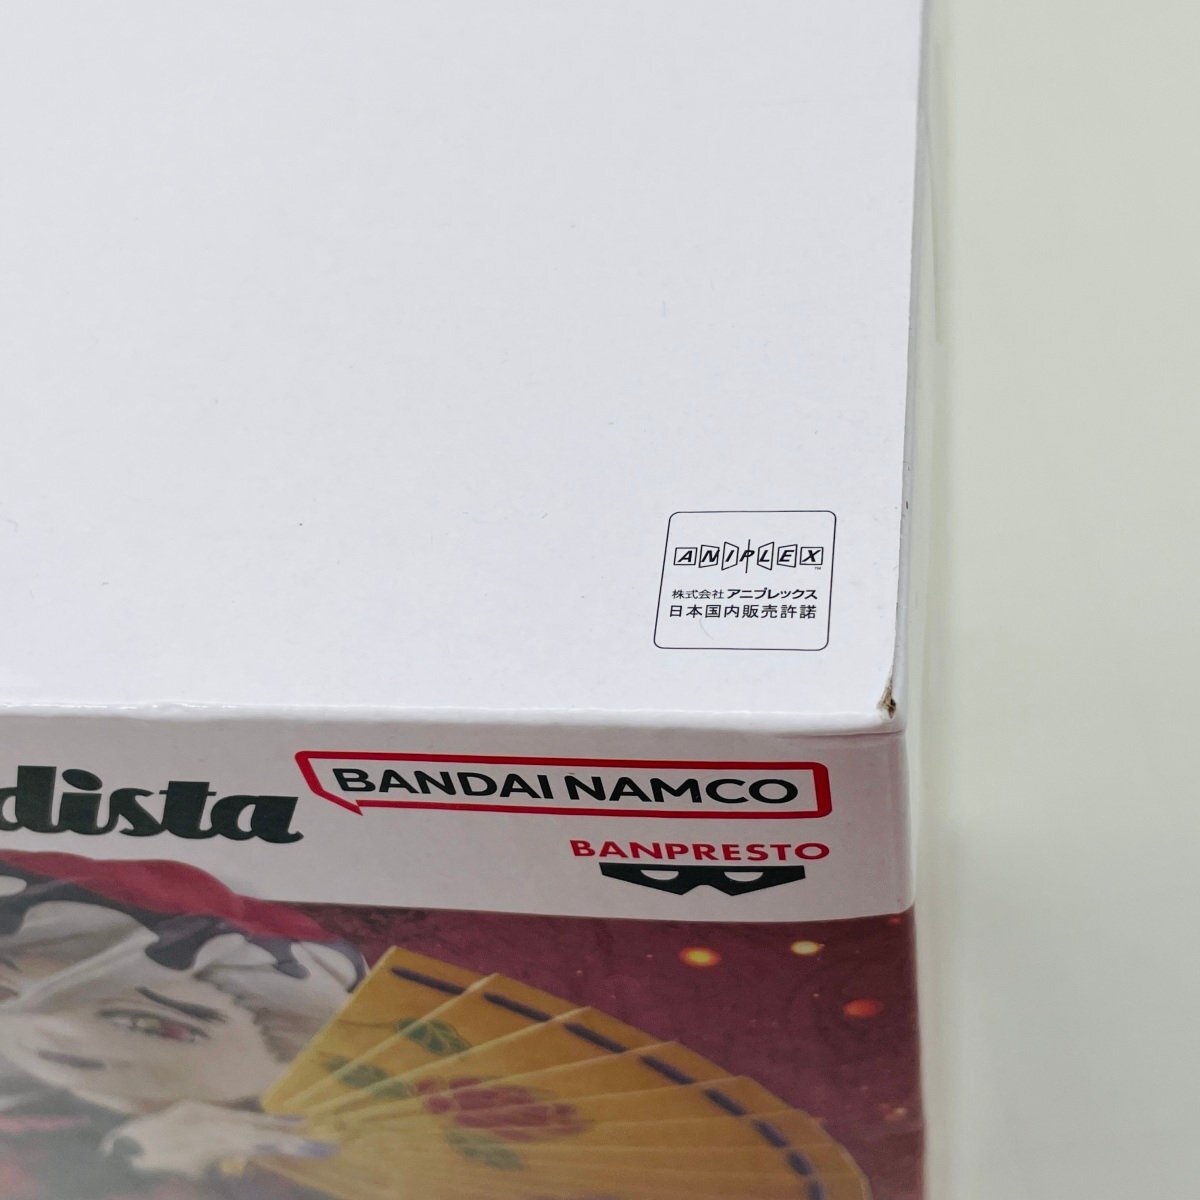 ANIPLEX
TM
株式会社 アニプレックス
日本国内販売許諾
dista
BANDAI NAMCO
BANPRESTO